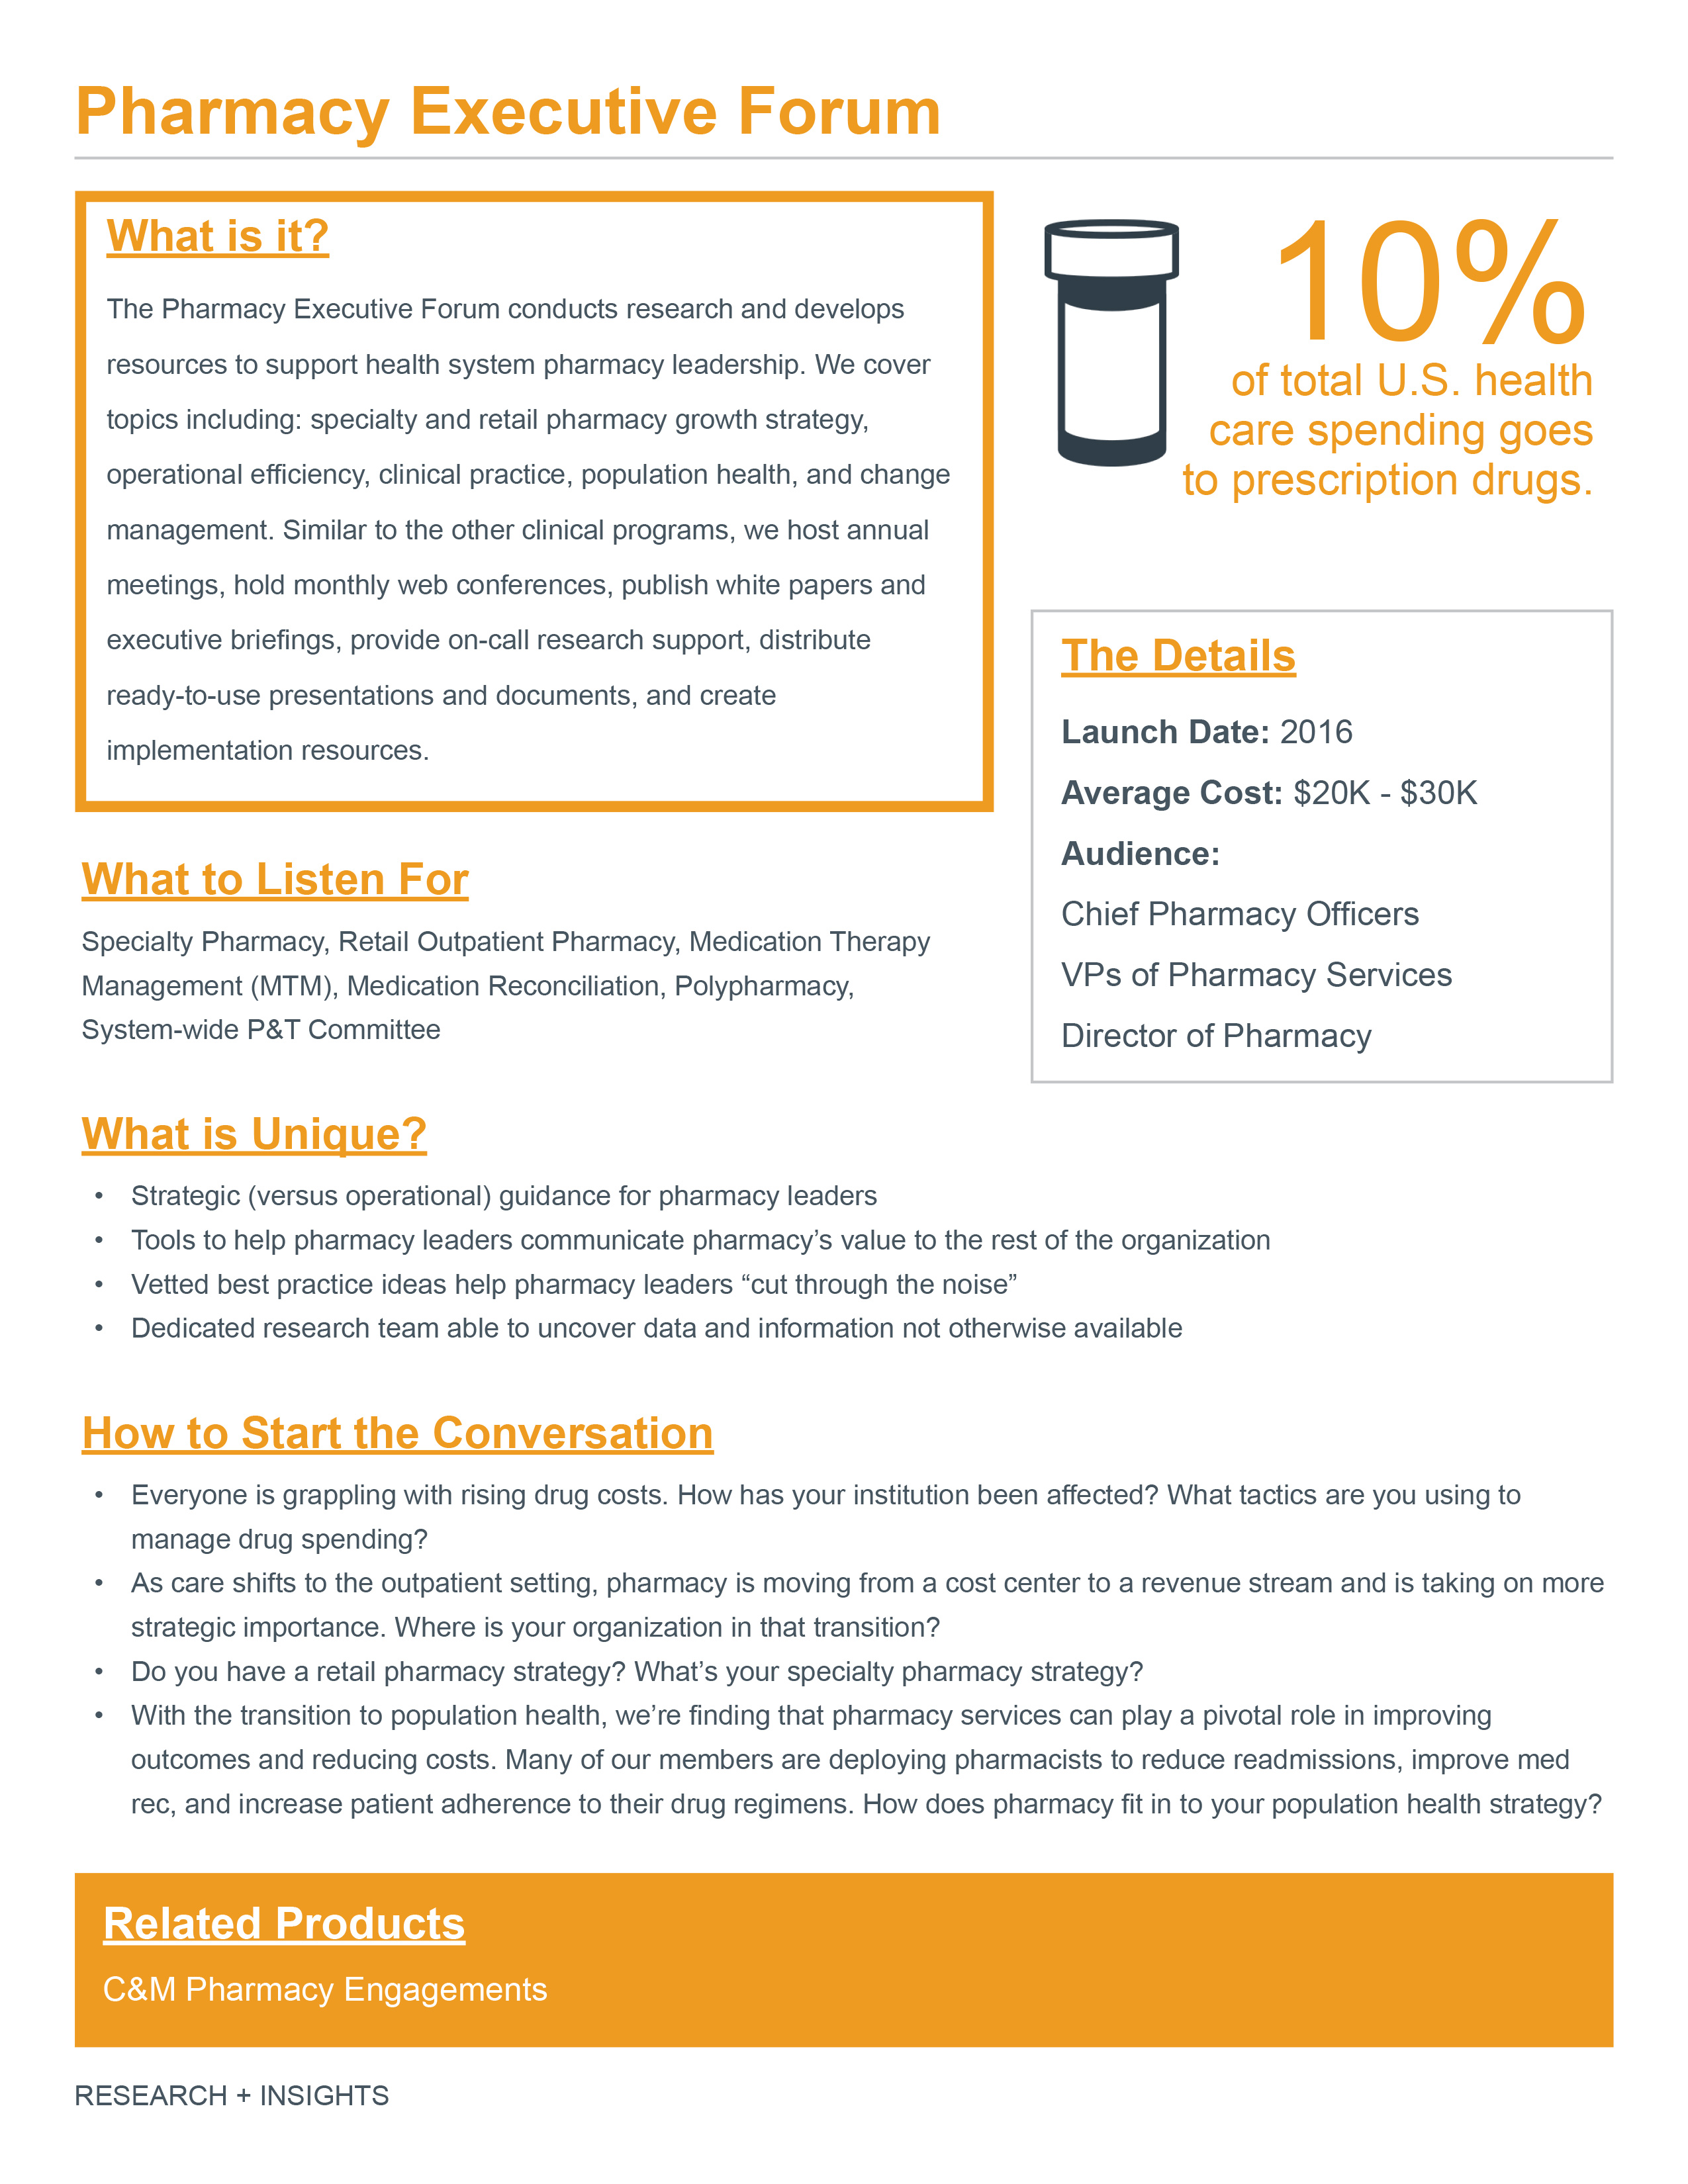 Pharmacy Executive Forum
What is it?
The Pharmacy Executive Forum conducts research and develops
resources to support health system pharmacy leadership. We cover
topics including: specialty and retail pharmacy growth strategy,
operational efficiency, clinical practice, population health, and change
management. Similar to the other clinical programs, we host annual
meetings, hold monthly web conferences, publish white papers and
executive briefings, provide on-call research support, distribute
ready-to-use presentations and documents, and create
implementation resources.
10%
of total U.S. health
care spending goes
to prescription drugs.
The Details
Launch Date: 2016
Average Cost: $20K - $30K
Audience:
Chief Pharmacy Officers
VPs of Pharmacy Services
Director of Pharmacy
What to Listen For
Specialty Pharmacy, Retail Outpatient Pharmacy, Medication Therapy
Management (MTM), Medication Reconciliation, Polypharmacy,
System-wide P&T Committee
What is Unique?
• Strategic (versus operational) guidance for pharmacy leaders
• Tools to help pharmacy leaders communicate pharmacy’s value to the rest of the organization
• Vetted best practice ideas help pharmacy leaders “cut through the noise”
• Dedicated research team able to uncover data and information not otherwise available
How to Start the Conversation
• Everyone is grappling with rising drug costs. How has your institution been affected? What tactics are you using to
manage drug spending?
• As care shifts to the outpatient setting, pharmacy is moving from a cost center to a revenue stream and is taking on more
strategic importance. Where is your organization in that transition?
• Do you have a retail pharmacy strategy? What’s your specialty pharmacy strategy?
• With the transition to population health, we’re finding that pharmacy services can play a pivotal role in improving
outcomes and reducing costs. Many of our members are deploying pharmacists to reduce readmissions, improve med
rec, and increase patient adherence to their drug regimens. How does pharmacy fit in to your population health strategy?
Related Products
C&M Pharmacy Engagements
RESEARCH + INSIGHTS